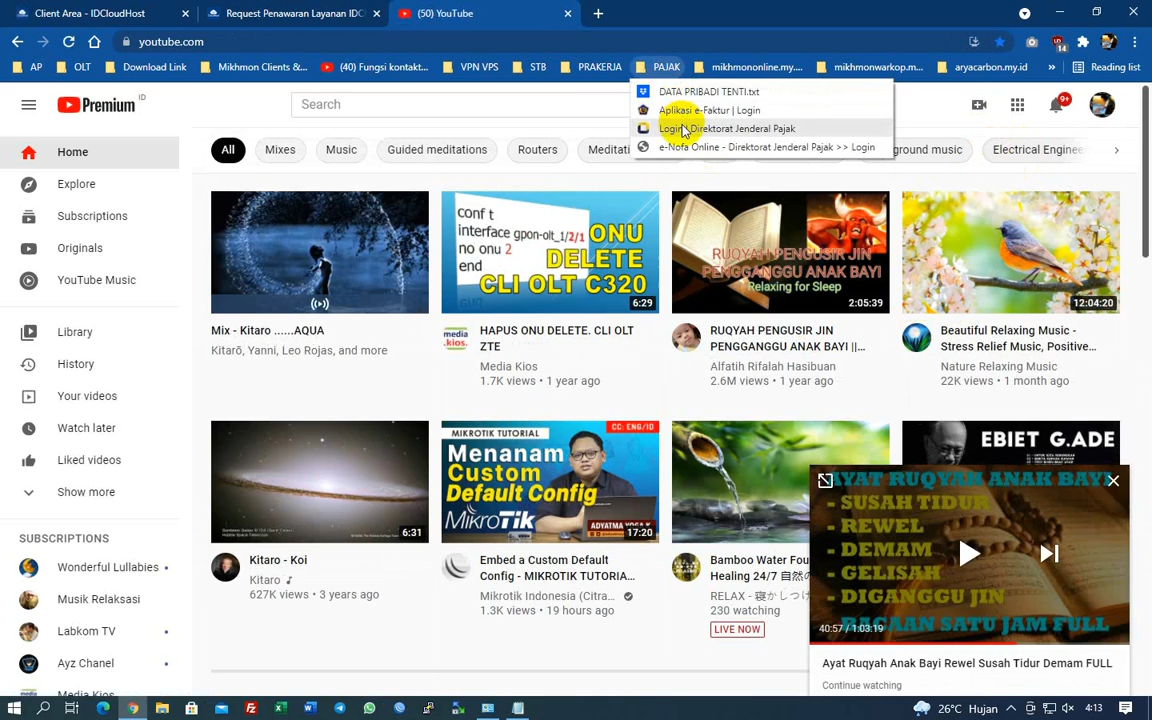 Client Area - IDCloudHost
Request Penawaran Layanan IDC
(50) YouTube
youtube.com
14
AP
OLT
Download Link
Mikhmon Clients &...
(40) Fungsi kontakt...
VPN VPS
STB
PRAKERJA
PAJAK
mikhmononline.my....
mikhmonwarkop.m...
aryacarbon.my.id
»
Reading list
DATA PRIBADI TENTI.txt
Aplikasi e-Faktur | Login
Login | Direktorat Jenderal Pajak
e-Nofa Online - Direktorat Jenderal Pajak >> Login
Premium ID
Search
9+
Home
Explore
Subscriptions
Originals
YouTube Music
Library
History
Your videos
Watch later
Liked videos
Show more
SUBSCRIPTIONS
Wonderful Lullabies
Musik Relaksasi
Labkom TV
Ayz Chanel
Media Kios
All
Mixes
Music
Guided meditations
Routers
Meditati
ground music
Electrical Engine
Mix - Kitaro ......AQUA
Kitarō, Yanni, Leo Rojas, and more
conf t
interface gpon-olt_1/2/1
no onu 2
end
ONU
DELETE
CLI OLT C320
6:29
media.
kios.
HAPUS ONU DELETE. CLI OLT
ZTE
Media Kios
1.7K views • 1 year ago
RUQYAH PENGUSIR JIN
PENGGANGGU ANAK BAYI
Relaxing for Sleep
2:05:39
RUQYAH PENGUSIR JIN
PENGGANGGU ANAK BAYI ||...
Alfatih Rifalah Hasibuan
2.6M views • 1 year ago
12:04:20
Beautiful Relaxing Music -
Stress Relief Music, Positive...
Nature Relaxing Music
22K views • 1 month ago
6:31
Kitaro - Koi
Kitaro
627K views • 3 years ago
MIKROTIK TUTORIAL
CC: ENG/ID
Menanam
Custom
Default Config
MikroTik
ADYATMA YOGA K
17:20
Embed a Custom Default
Config - MIKROTIK TUTORIA...
Mikrotik Indonesia (Citra...
1.3K views • 19 hours ago
Bamboo Water Fou
Healing 24/7 自然の
RELAX - 寝かしつけ
230 watching
LIVE NOW
EBIET G.ADE
AYAT RUQYAH ANAK BAYI
- SUSAH TIDUR
- REWEL
- DEMAM
- GELISAH
- DIGANGGU JIN
BACAAN SATU JAM FULL
40:57 / 1:03:19
Ayat Ruqyah Anak Bayi Rewel Susah Tidur Demam FULL
Continue watching
26°C Hujan
4:13